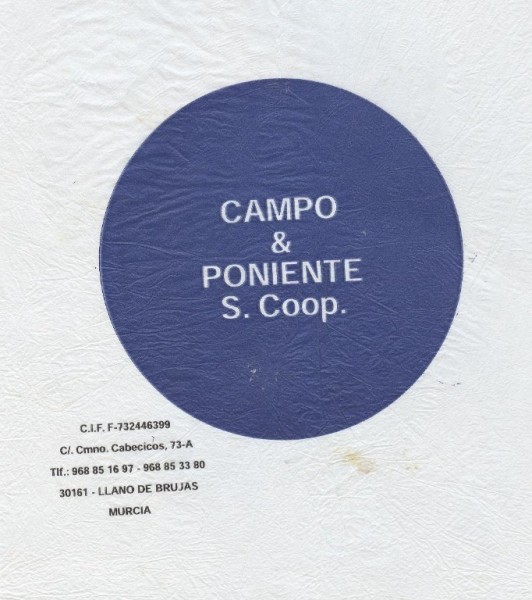 CAMPO
&
PONIENTE
S. Coop.
C.I.F. F-732446399
C/. Cmno. Cabecicos, 73-A
Tlf.: 968 85 16 97 - 968 85 33 80
30161 - LLANO DE BRUJAS
MURCIA